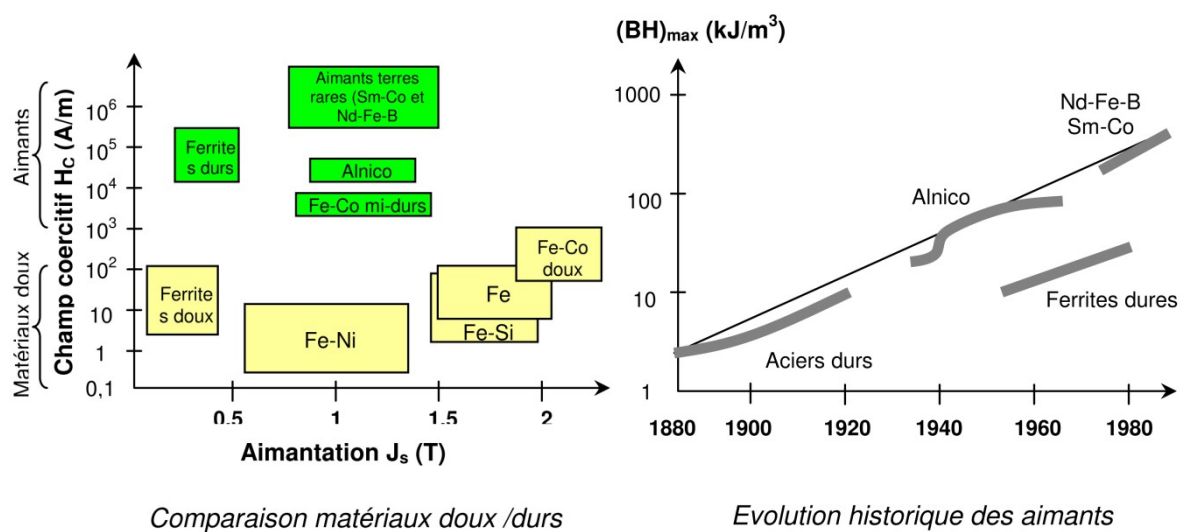 Aimants
Matériaux doux
Champ coercitif Hc (A/m)
10⁶
10⁵
10⁴
10³
10²
10
1
0,1
Aimants terres
rares (Sm-Co et
Nd-Fe-B
Ferrite
s durs
Alnico
Fe-Co mi-durs
Fe-Co
doux
Ferrite
s doux
Fe
Fe-Si
Fe-Ni
0.5
1
1.5
2
Aimantation Js (T)
Comparaison matériaux doux /durs
(BH)max (kJ/m³)
1000
100
10
1
Nd-Fe-B
Sm-Co
Alnico
Ferrites dures
Aciers durs
1880
1900
1920
1940
1960
1980
Evolution historique des aimants